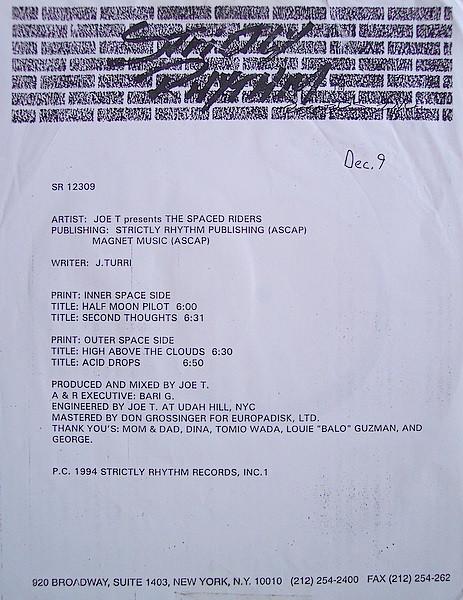 STRICTLY
RHYTHM
Dec. 9
SR 12309
ARTIST: JOE T presents THE SPACED RIDERS
PUBLISHING: STRICTLY RHYTHM PUBLISHING (ASCAP)
MAGNET MUSIC (ASCAP)
WRITER: J.TURRI
PRINT: INNER SPACE SIDE
TITLE: HALF MOON PILOT 6:00
TITLE: SECOND THOUGHTS 6:31
PRINT: OUTER SPACE SIDE
TITLE: HIGH ABOVE THE CLOUDS 6:30
TITLE: ACID DROPS 6:50
PRODUCED AND MIXED BY JOE T.
A & R EXECUTIVE: BARI G.
ENGINEERED BY JOE T. AT UDAH HILL, NYC
MASTERED BY DON GROSSINGER FOR EUROPADISK, LTD.
THANK YOU'S: MOM & DAD, DINA, TOMIO WADA, LOUIE "BALO" GUZMAN, AND
GEORGE.
P.C. 1994 STRICTLY RHYTHM RECORDS, INC.1
920 BROADWAY, SUITE 1403, NEW YORK, N.Y. 10010 (212) 254-2400 FAX (212) 254-262